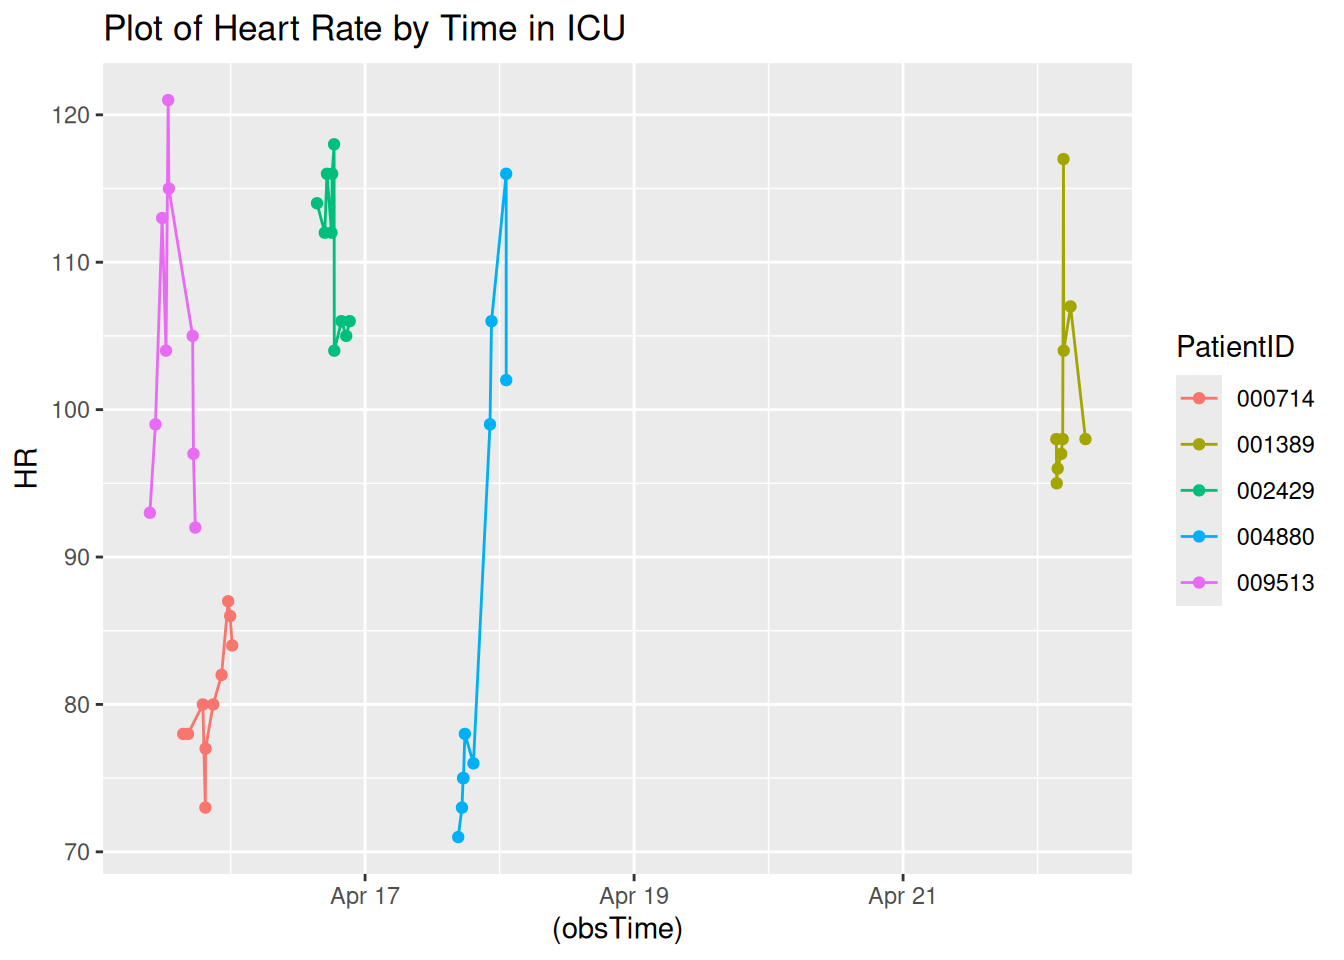 Plot of Heart Rate by Time in ICU
120
110
100
90
80
70
HR
Apr 17
Apr 19
Apr 21
(obsTime)
PatientID
000714
001389
002429
004880
009513